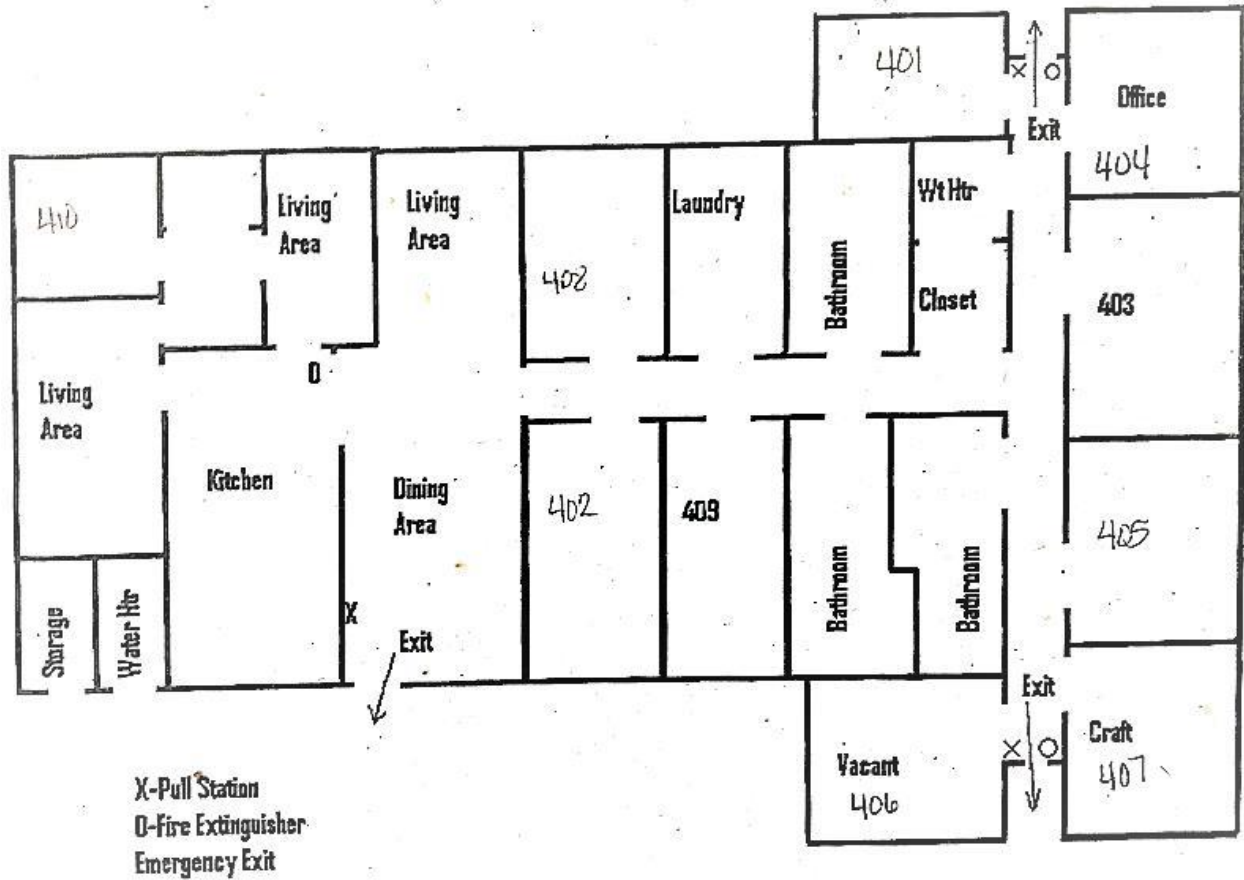 401
X O
Office
Exit
404
410
Living Area
Living Area
408
Laundry
Bathroom
Wt Htr
Closet
403
O
Living Area
Kitchen
Dining Area
402
409
Bathroom
Bathroom
405
Storage
Water Htr
X
Exit
Exit
X O
Vacant
406
Craft
407
X-Pull Station
O-Fire Extinguisher
Emergency Exit